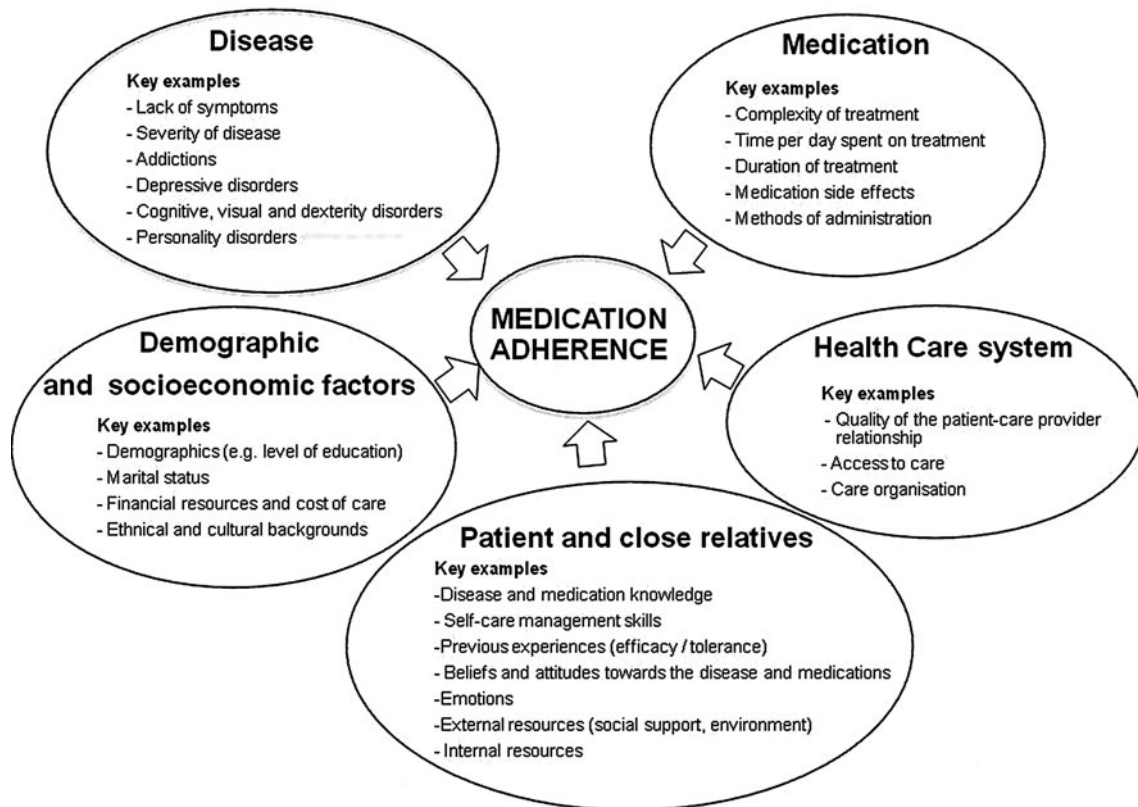 Disease
Key examples
- Lack of symptoms
- Severity of disease
- Addictions
- Depressive disorders
- Cognitive, visual and dexterity disorders
- Personality disorders
Medication
Key examples
- Complexity of treatment
- Time per day spent on treatment
- Duration of treatment
- Medication side effects
- Methods of administration
MEDICATION
ADHERENCE
Demographic
and socioeconomic factors
Key examples
- Demographics (e.g. level of education)
- Marital status
- Financial resources and cost of care
- Ethnical and cultural backgrounds
Health Care system
Key examples
- Quality of the patient-care provider
relationship
- Access to care
- Care organisation
Patient and close relatives
Key examples
-Disease and medication knowledge
- Self-care management skills
-Previous experiences (efficacy / tolerance)
- Beliefs and attitudes towards the disease and medications
-Emotions
- External resources (social support, environment)
- Internal resources